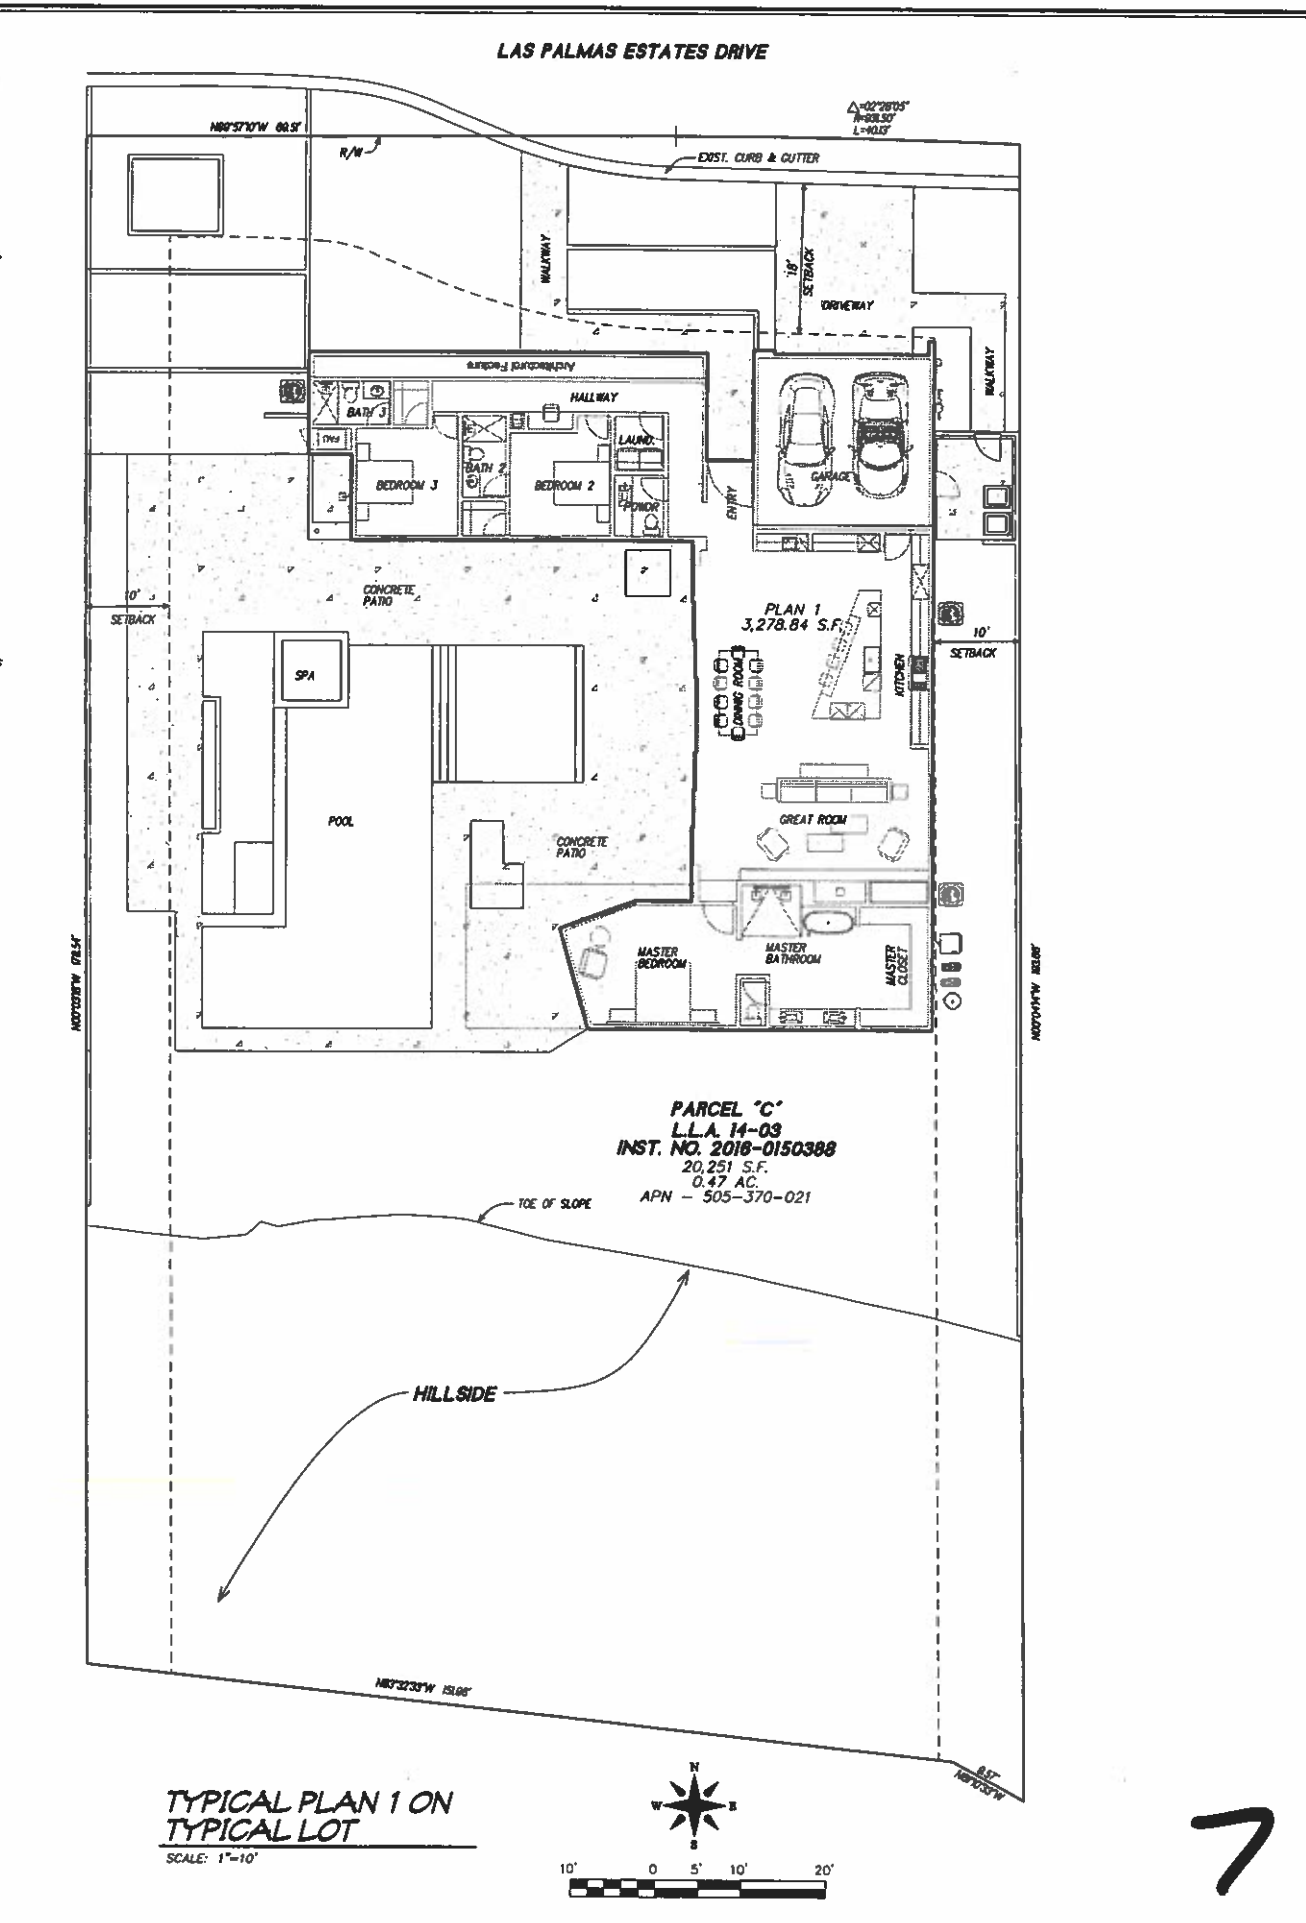 LAS PALMAS ESTATES DRIVE
R/W
EXIST. CURB & GUTTER
WALKWAY
18'
SETBACK
DRIVEWAY
WALKWAY
Architectural Feature
HALLWAY
BATH 3
FAU
LAUND.
BATH 2
BEDROOM 3
BEDROOM 2
POWDR
GARAGE
ENTRY
CONCRETE
PATIO
10'
SETBACK
PLAN 1
3,278.84 S.F.
10'
SETBACK
SPA
DINNIG ROOM
KITCHEN
POOL
GREAT ROOM
CONCRETE
PATIO
MASTER
BEDROOM
MASTER
BATHROOM
MASTER
CLOSET
PARCEL "C"
L.L.A. 14-03
INST. NO. 2016-0150388
20,251 S.F.
0.47 AC.
APN - 505-370-021
TOE OF SLOPE
HILLSIDE
TYPICAL PLAN 1 ON
TYPICAL LOT
SCALE: 1"=10'
N
W E
S
10' 0 5' 10' 20'
7